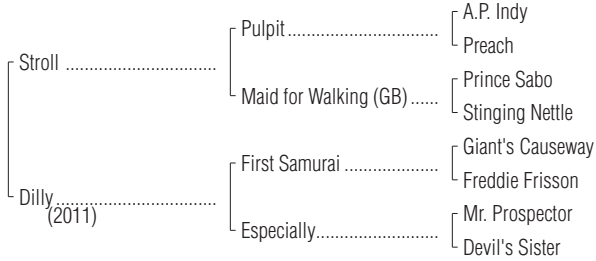 A.P. Indy
Pulpit
Preach
Stroll
Prince Sabo
Maid for Walking (GB)
Stinging Nettle
Giant's Causeway
First Samurai
Freddie Frisson
Dilly
(2011)
Mr. Prospector
Especially
Devil's Sister